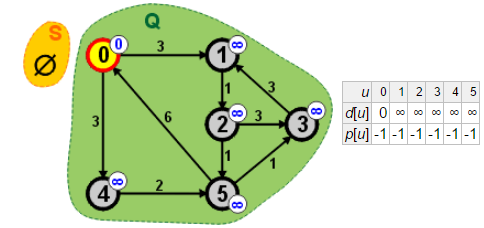 S
Ø
Q
0 0
3
1 ∞
3
6
1
3
2 ∞
3
3 ∞
1
1
4 ∞
2
5 ∞
u 0 1 2 3 4 5
d[u] 0 ∞ ∞ ∞ ∞ ∞
p[u] -1 -1 -1 -1 -1 -1